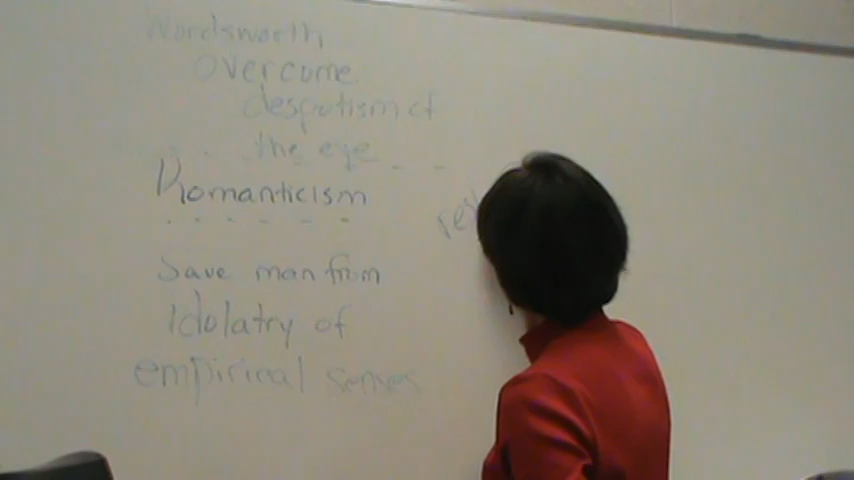 Wordsworth
Overcome
despotism of
the eye
Romanticism
Save man from
Idolatry of
empirical senses